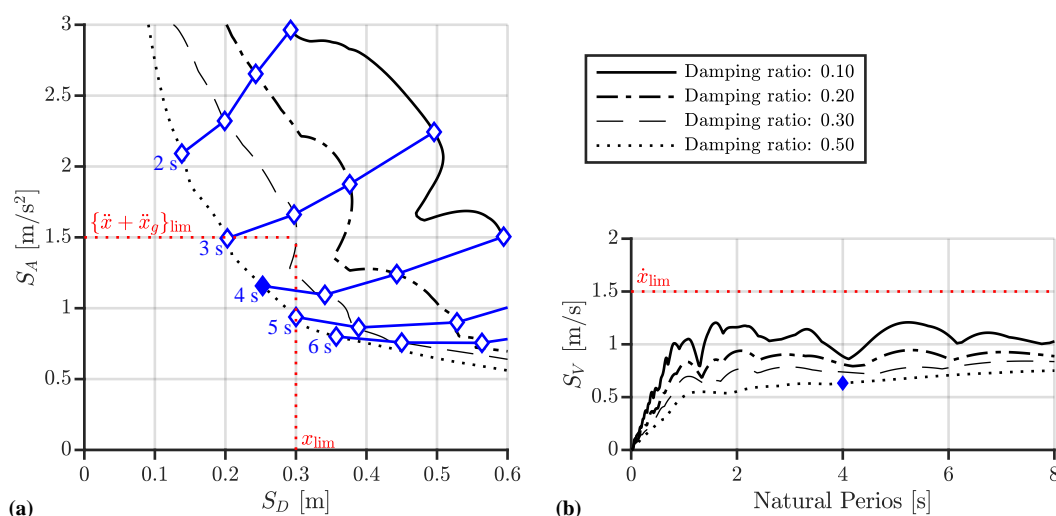 3
2.5
2
1.5
1
0.5
0
0
0.1
0.2
0.3
0.4
0.5
0.6
S_A [m/s²]
S_D [m]
2 s
3 s
4 s
5 s
6 s
{ẍ + ẍ_g}_lim
x_lim
(a)
Damping ratio: 0.10
Damping ratio: 0.20
Damping ratio: 0.30
Damping ratio: 0.50
2
1.5
1
0.5
0
0
2
4
6
8
S_V [m/s]
ẋ_lim
Natural Perios [s]
(b)